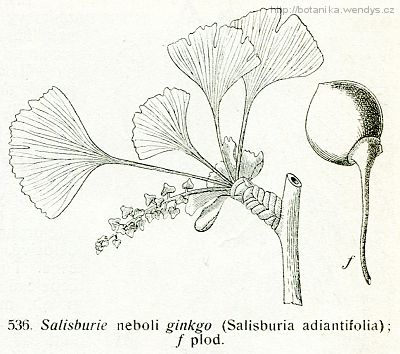 http://botanika.wendys.cz
f
536. Salisburie neboli ginkgo (Salisburia adiantifolia);
f plod.